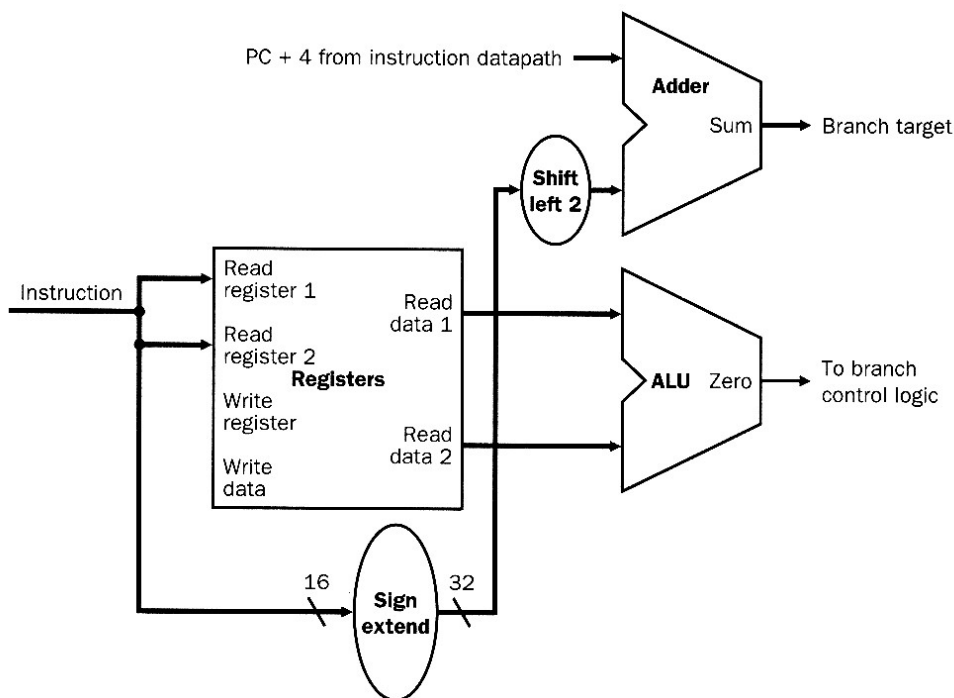 PC + 4 from instruction datapath
Adder
Sum
Branch target
Shift
left 2
Instruction
Read
register 1
Read
data 1
Read
register 2
Registers
Write
register
Read
data 2
Write
data
ALU
Zero
To branch
control logic
16
Sign
extend
32